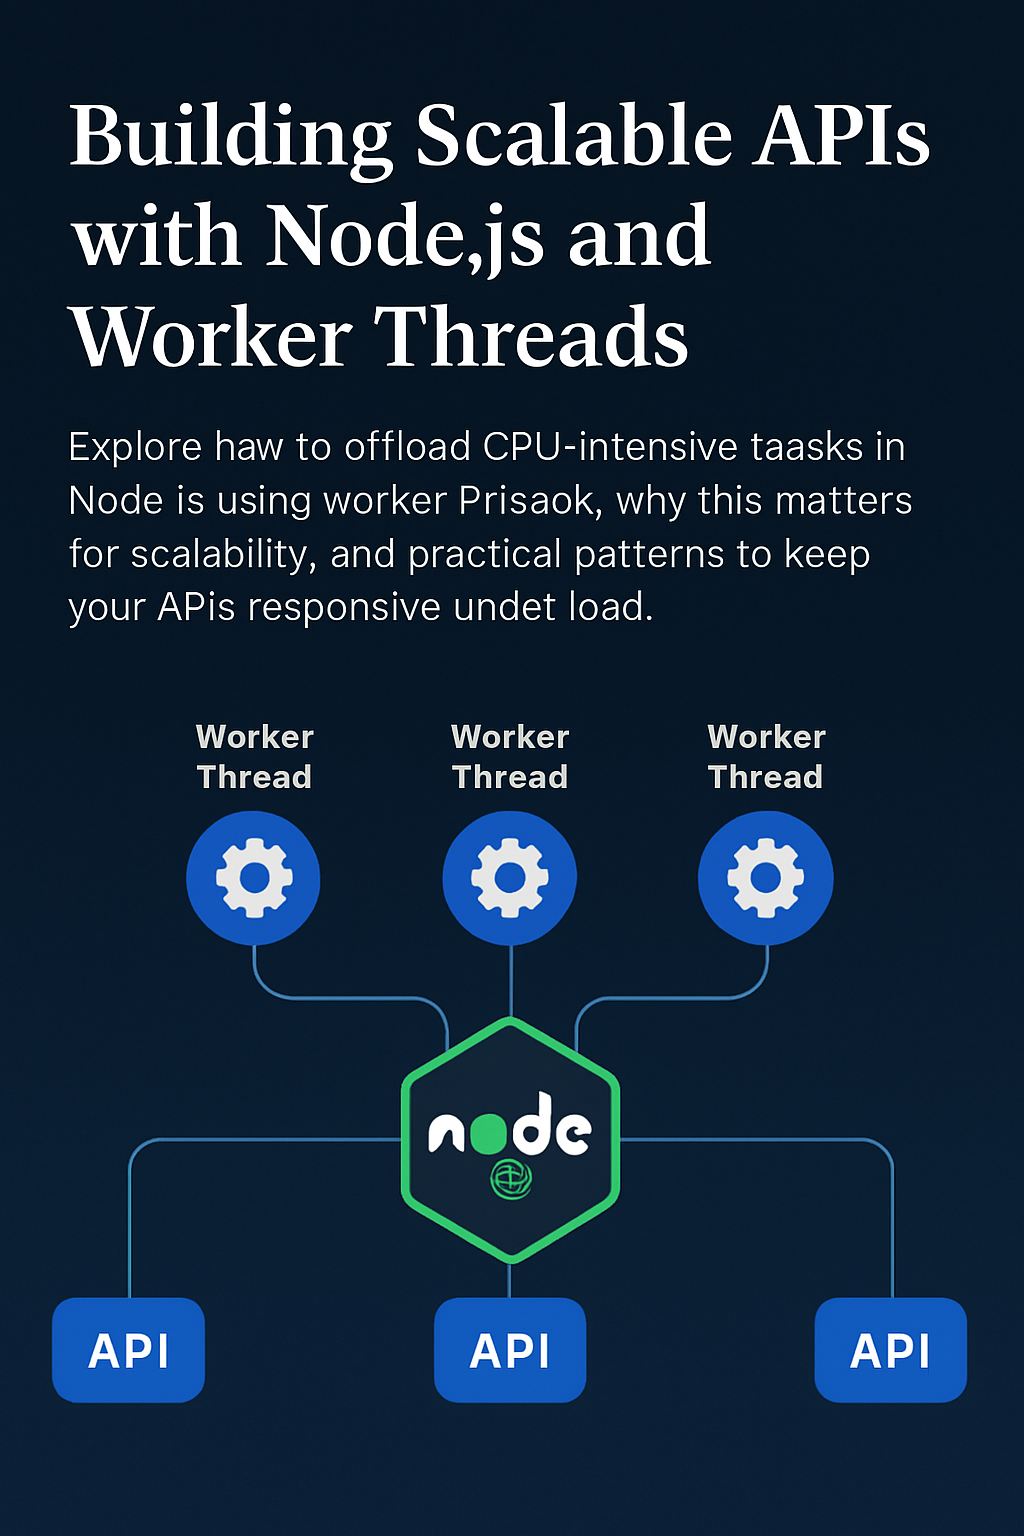 Building Scalable APIs
with Node,js and
Worker Threads
Explore haw to offload CPU-intensive taasks in
Node is using worker Prisaok, why this matters
for scalability, and practical patterns to keep
your APis responsive undet load.
Worker
Thread
Worker
Thread
Worker
Thread
node
API
API
API